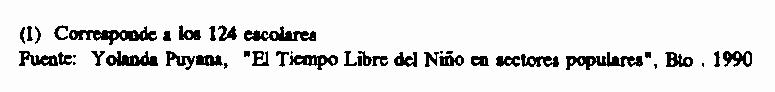 (1) Corresponde a los 124 escolares
Fuente: Yolanda Puyana, "El Tiempo Libre del Niño en sectores populares", Bto . 1990